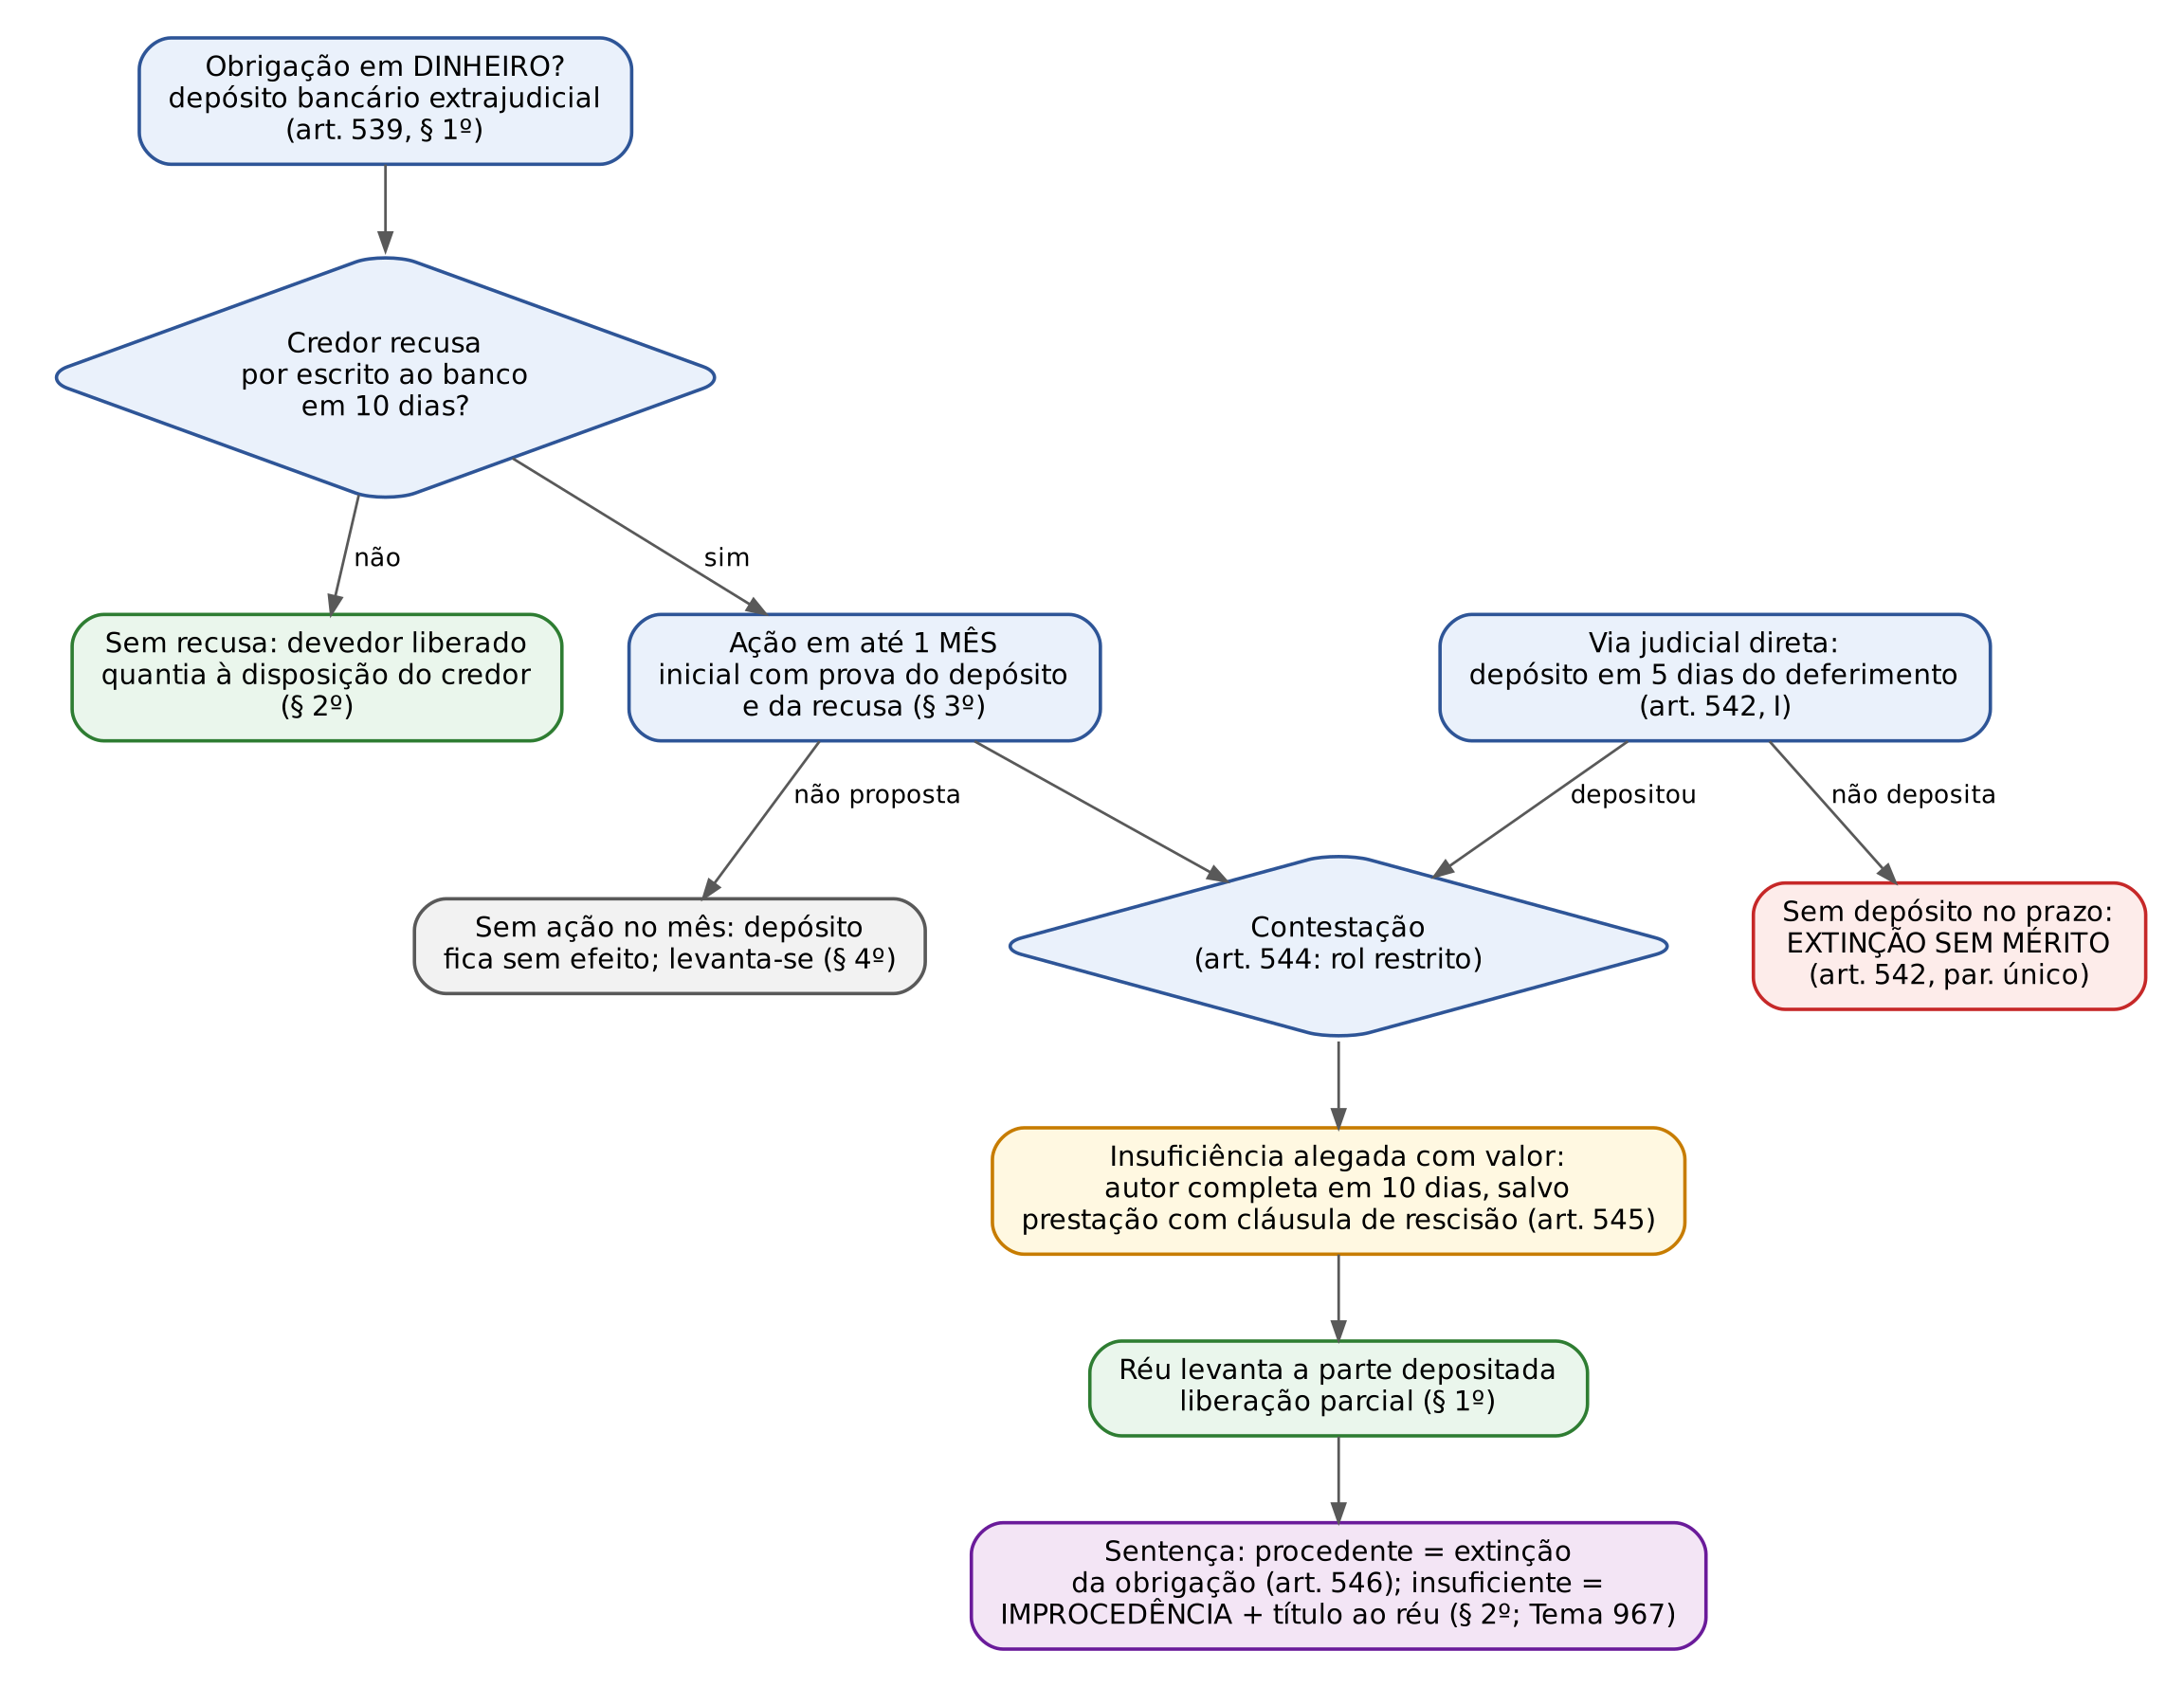 Obrigação em DINHEIRO?
depósito bancário extrajudicial
(art. 539, § 1º)
Credor recusa
por escrito ao banco
em 10 dias?
não
sim
Sem recusa: devedor liberado
quantia à disposição do credor
(§ 2º)
Ação em até 1 MÊS
inicial com prova do depósito
e da recusa (§ 3º)
Via judicial direta:
depósito em 5 dias do deferimento
(art. 542, I)
não proposta
depositou
não deposita
Sem ação no mês: depósito
fica sem efeito; levanta-se (§ 4º)
Contestação
(art. 544: rol restrito)
Sem depósito no prazo:
EXTINÇÃO SEM MÉRITO
(art. 542, par. único)
Insuficiência alegada com valor:
autor completa em 10 dias, salvo
prestação com cláusula de rescisão (art. 545)
Réu levanta a parte depositada
liberação parcial (§ 1º)
Sentença: procedente = extinção
da obrigação (art. 546); insuficiente =
IMPROCEDÊNCIA + título ao réu (§ 2º; Tema 967)